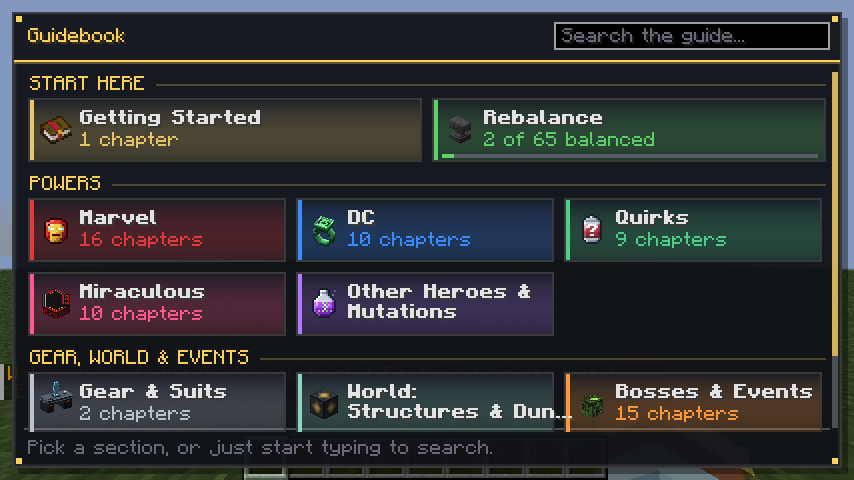 Guidebook
Search the guide...
START HERE
Getting Started
1 chapter
Rebalance
2 of 65 balanced
POWERS
Marvel
16 chapters
DC
10 chapters
Quirks
9 chapters
Miraculous
10 chapters
Other Heroes &
Mutations
GEAR, WORLD & EVENTS
Gear & Suits
2 chapters
World:
Structures & Dun...
Bosses & Events
15 chapters
Pick a section, or just start typing to search.